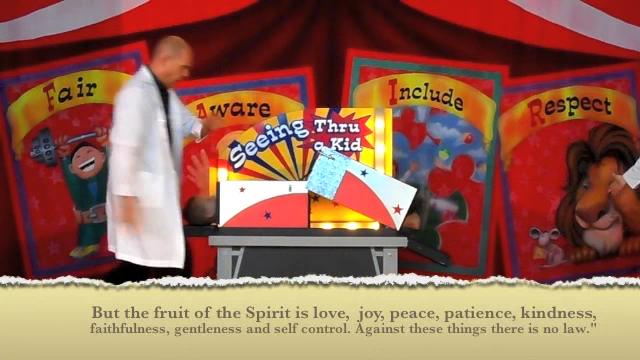 Fair
Aware
Include
Respect
Seeing Thru
a Kid
But the fruit of the Spirit is love, joy, peace, patience, kindness,
faithfulness, gentleness and self control. Against these things there is no law."